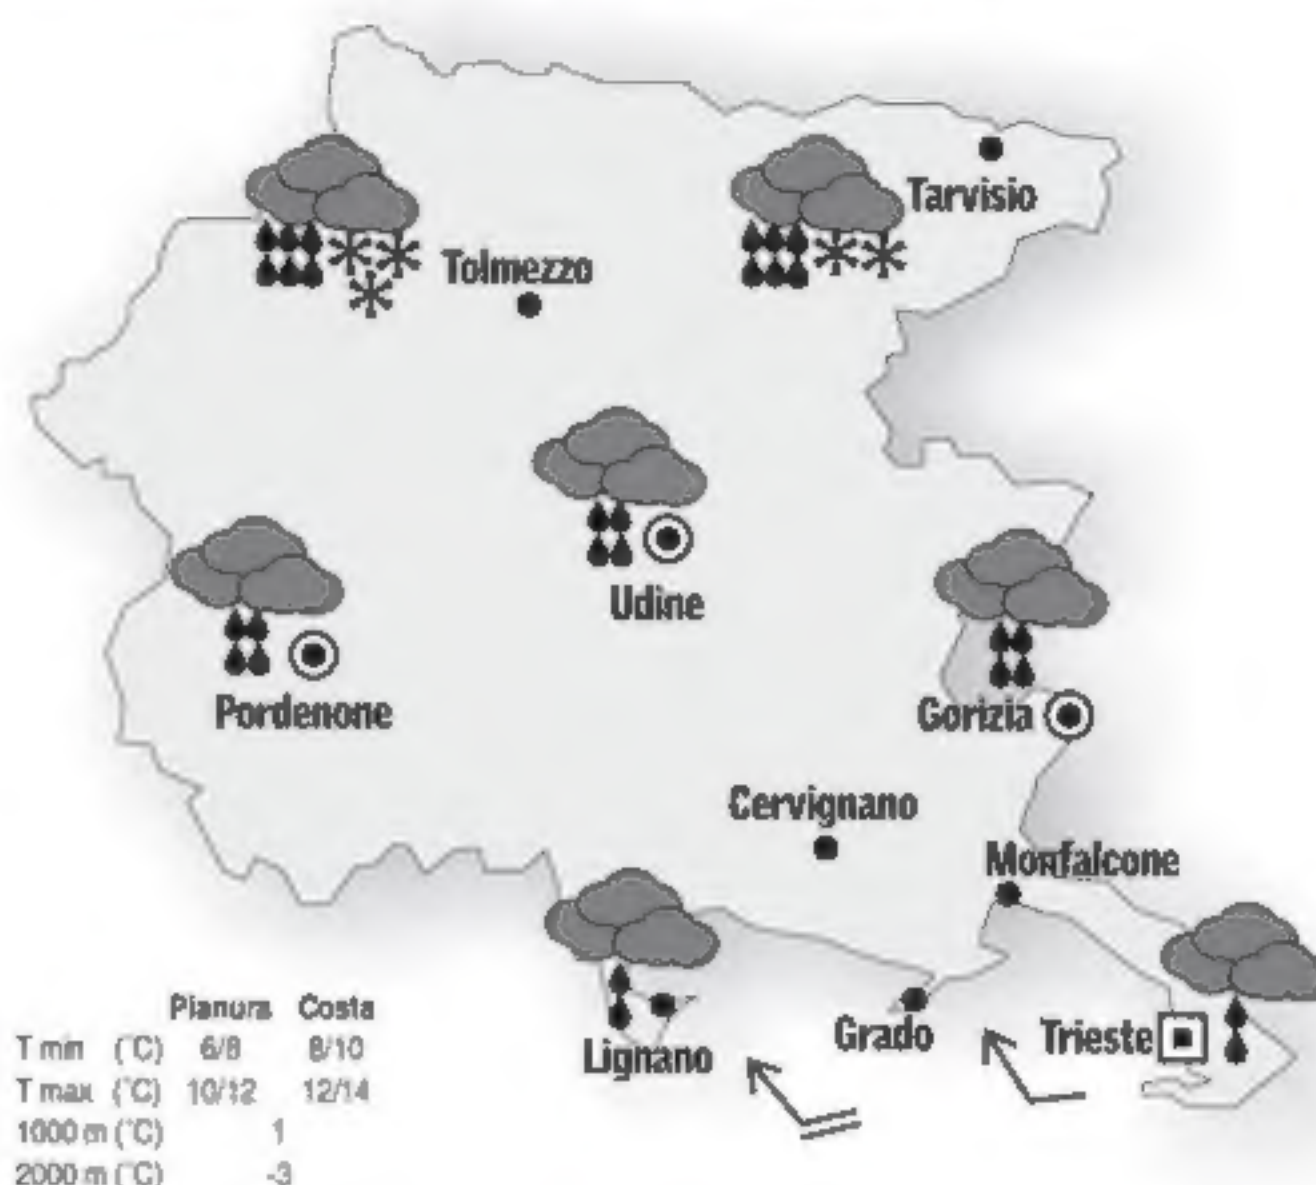 Tarvisio
Tolmezzo
Udine
Pordenone
Gorizia
Cervignano
Monfalcone
Lignano
Grado
Trieste
Pianura Costa
T min (°C) 6/8 8/10
T max (°C) 10/12 12/14
1000 m (°C) 1
2000 m (°C) -3